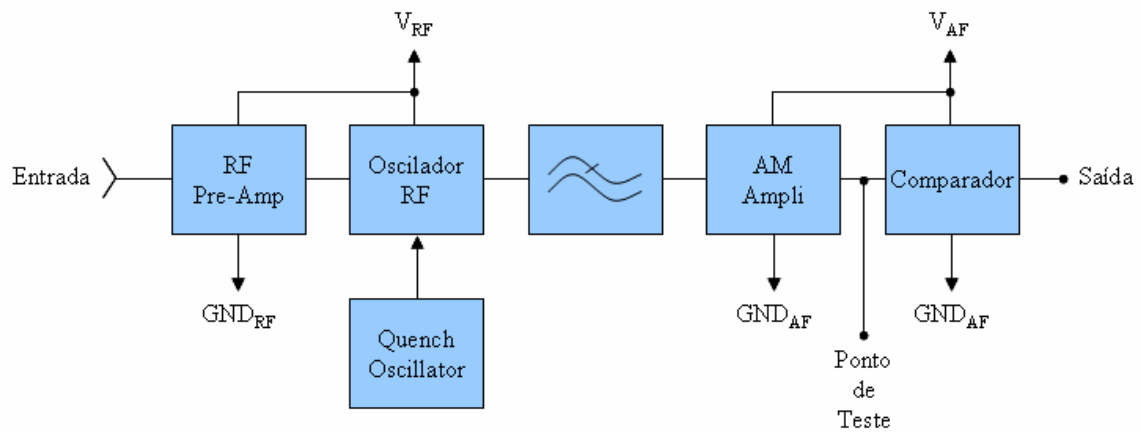 V_RF
V_AF
Entrada
RF
Pre-Amp
Oscilador
RF
AM
Ampli
Comparador
Saída
GND_RF
Quench
Oscillator
GND_AF
GND_AF
Ponto
de
Teste